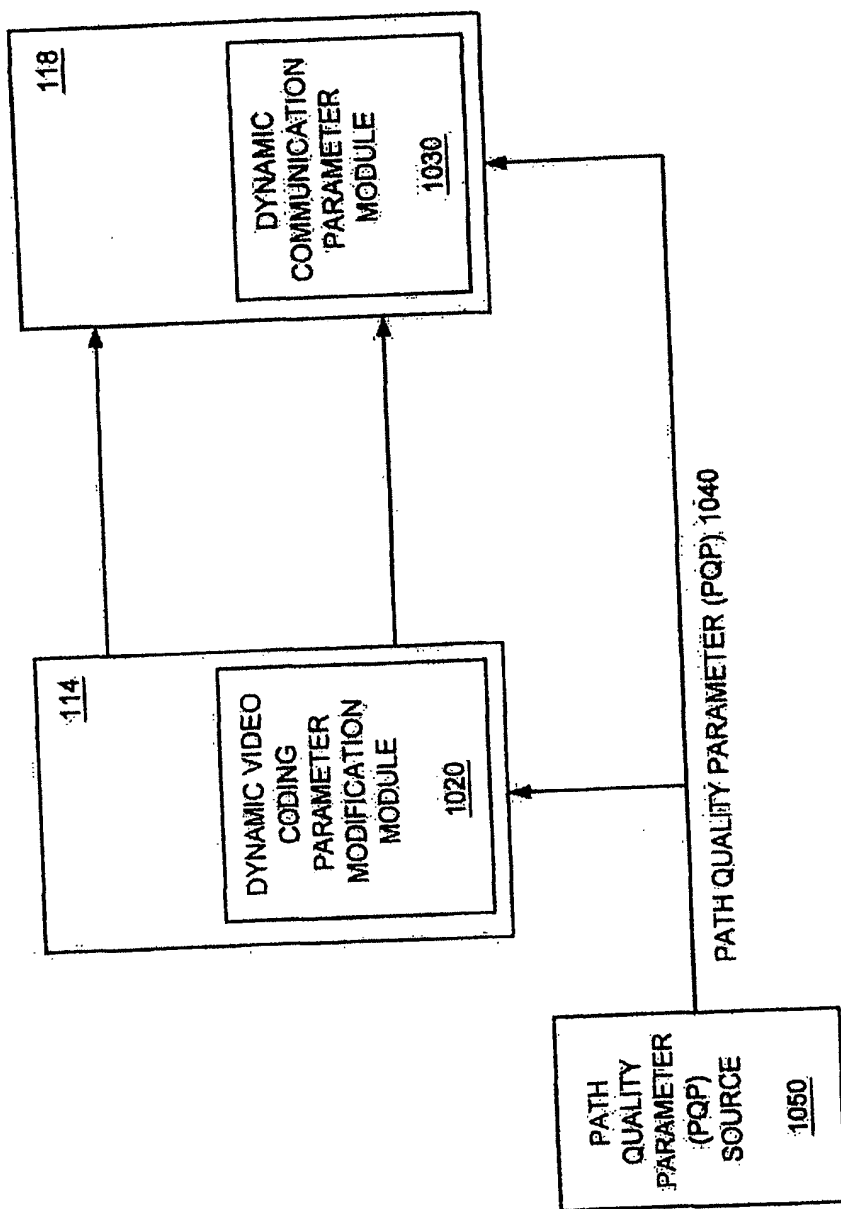 114
DYNAMIC VIDEO
CODING
PARAMETER
MODIFICATION
MODULE
1020
118
DYNAMIC
COMMUNICATION
PARAMETER
MODULE
1030
PATH
QUALITY
PARAMETER
(PQP)
SOURCE
1050
PATH QUALITY PARAMETER (PQP) 1040